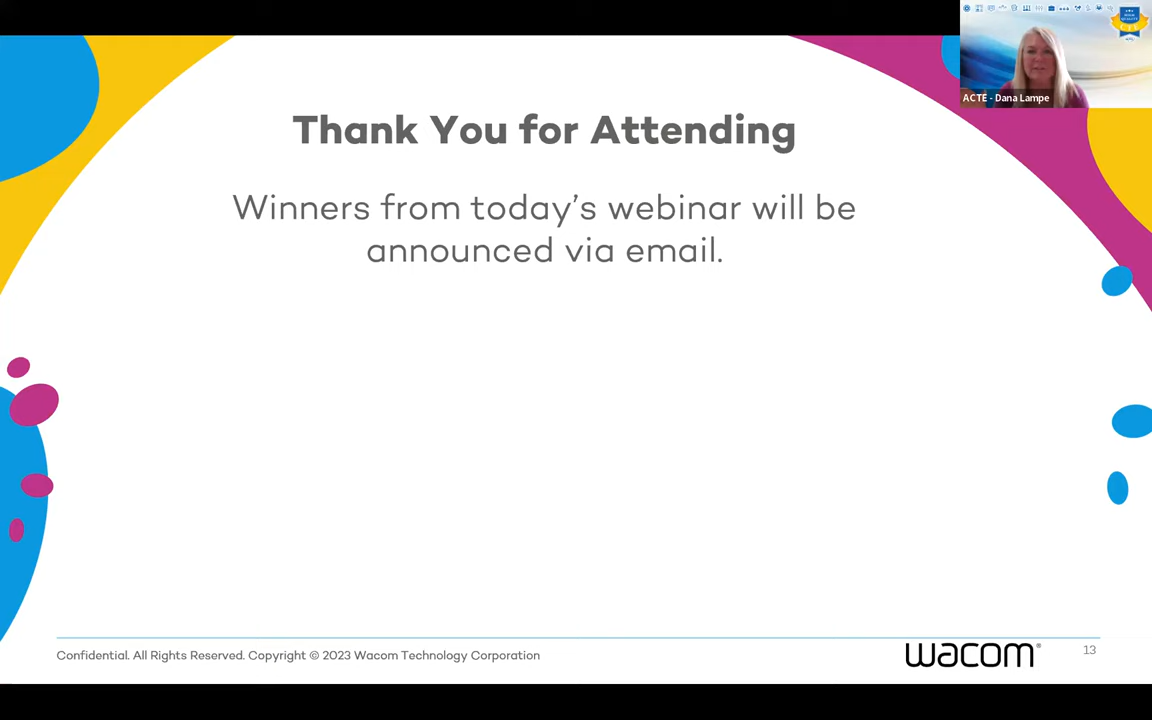 ACTE - Dana Lampe
Thank You for Attending
Winners from today's webinar will be
announced via email.
Confidential. All Rights Reserved. Copyright © 2023 Wacom Technology Corporation
wacom®
13